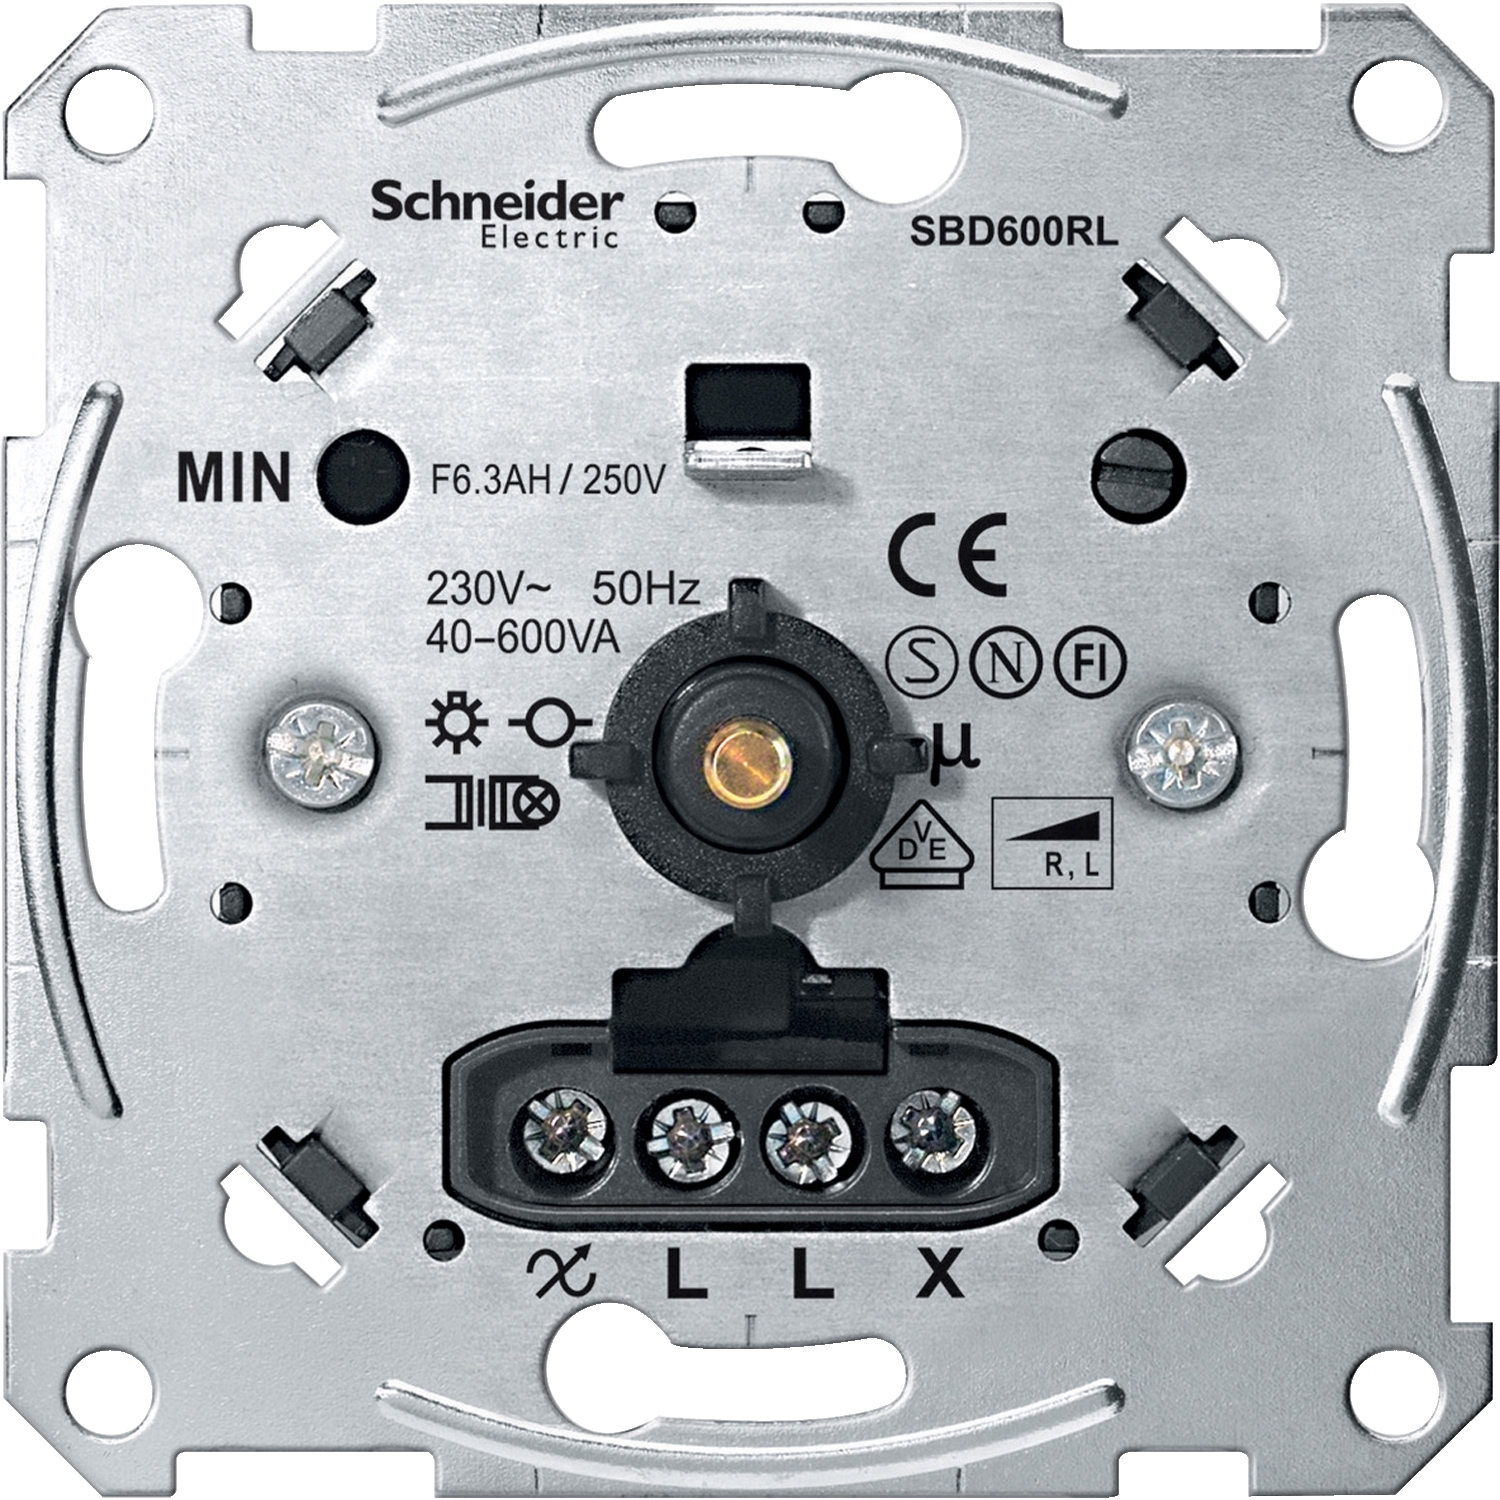 Schneider
Electric
SBD600RL
MIN
F6.3AH / 250V
CE
230V~ 50Hz
40–600VA
S N FI
µ
DVE
R, L
L L X